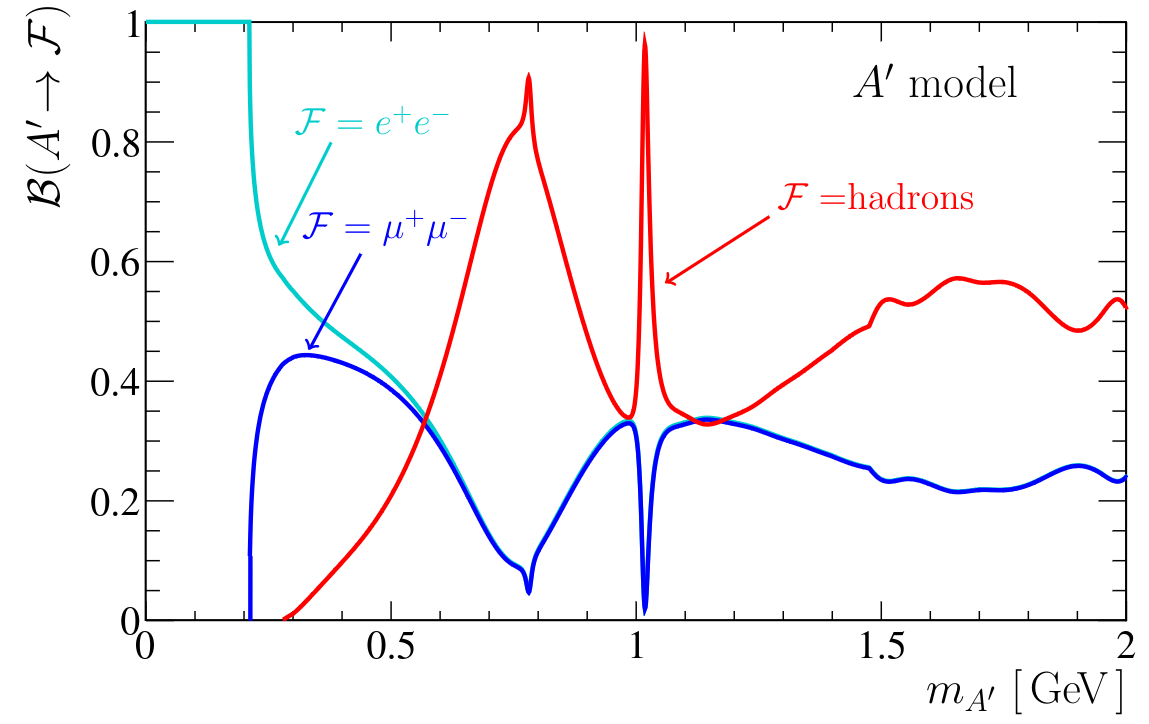 ℬ(A′ → ℱ)
1
0.8
0.6
0.4
0.2
0
A′ model
ℱ = e⁺e⁻
ℱ = μ⁺μ⁻
ℱ =hadrons
0 0.5 1 1.5 2
m_A′ [ GeV ]